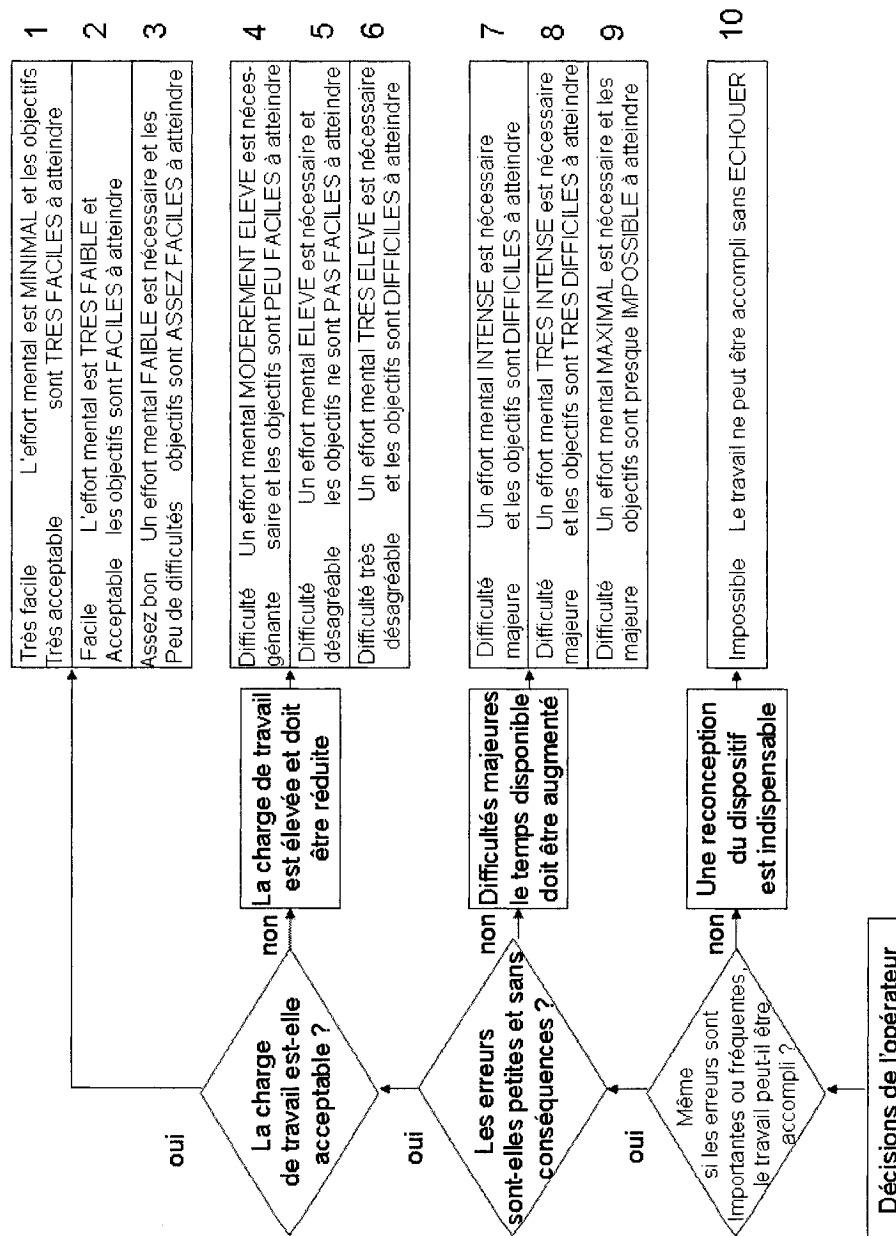 Très facile
Très acceptable
L'effort mental est MINIMAL et les objectifs
sont TRES FACILES à atteindre
1
Facile
Acceptable
L'effort mental est TRES FAIBLE et
les objectifs sont FACILES à atteindre
2
Assez bon
Peu de difficultés
Un effort mental FAIBLE est nécessaire et les
objectifs sont ASSEZ FACILES à atteindre
3
oui
La charge
de travail est-elle
acceptable ?
non
La charge de travail
est élevée et doit
être réduite
Difficulté
génante
Un effort mental MODEREMENT ELEVE est néces-
saire et les objectifs sont PEU FACILES à atteindre
4
Difficulté
désagréable
Un effort mental ELEVE est nécessaire et
les objectifs ne sont PAS FACILES à atteindre
5
Difficulté très
désagréable
Un effort mental TRES ELEVE est nécessaire
et les objectifs sont DIFFICILES à atteindre
6
oui
Les erreurs
sont-elles petites et sans
conséquences ?
non
Difficultés majeures
le temps disponible
doit être augmenté
Difficulté
majeure
Un effort mental INTENSE est nécessaire
et les objectifs sont DIFFICILES à atteindre
7
Difficulté
majeure
Un effort mental TRES INTENSE est nécessaire
et les objectifs sont TRES DIFFICILES à atteindre
8
Difficulté
majeure
Un effort mental MAXIMAL est nécessaire et les
objectifs sont presque IMPOSSIBLE à atteindre
9
oui
Même
si les erreurs sont
Importantes ou fréquentes,
le travail peut-il être
accompli ?
non
Une reconception
du dispositif
est indispensable
Impossible
Le travail ne peut être accompli sans ECHOUER
10
Décisions de l'opérateur